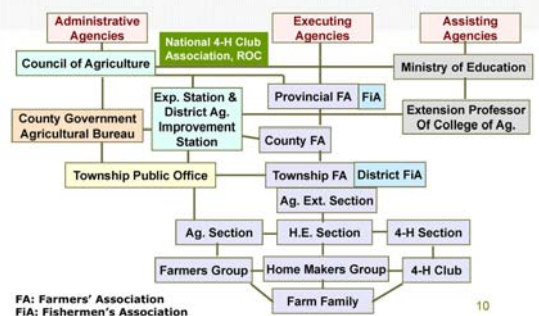 Administrative
Agencies
National 4-H Club
Association, ROC
Executing
Agencies
Assisting
Agencies
Council of Agriculture
Ministry of Education
Exp. Station &
District Ag.
Improvement
Station
Provincial FA
FiA
County Government
Agricultural Bureau
Extension Professor
Of College of Ag.
County FA
Township Public Office
Township FA
District FiA
Ag. Ext. Section
Ag. Section
H.E. Section
4-H Section
Farmers Group
Home Makers Group
4-H Club
Farm Family
FA: Farmers' Association
FiA: Fishermen's Association
10